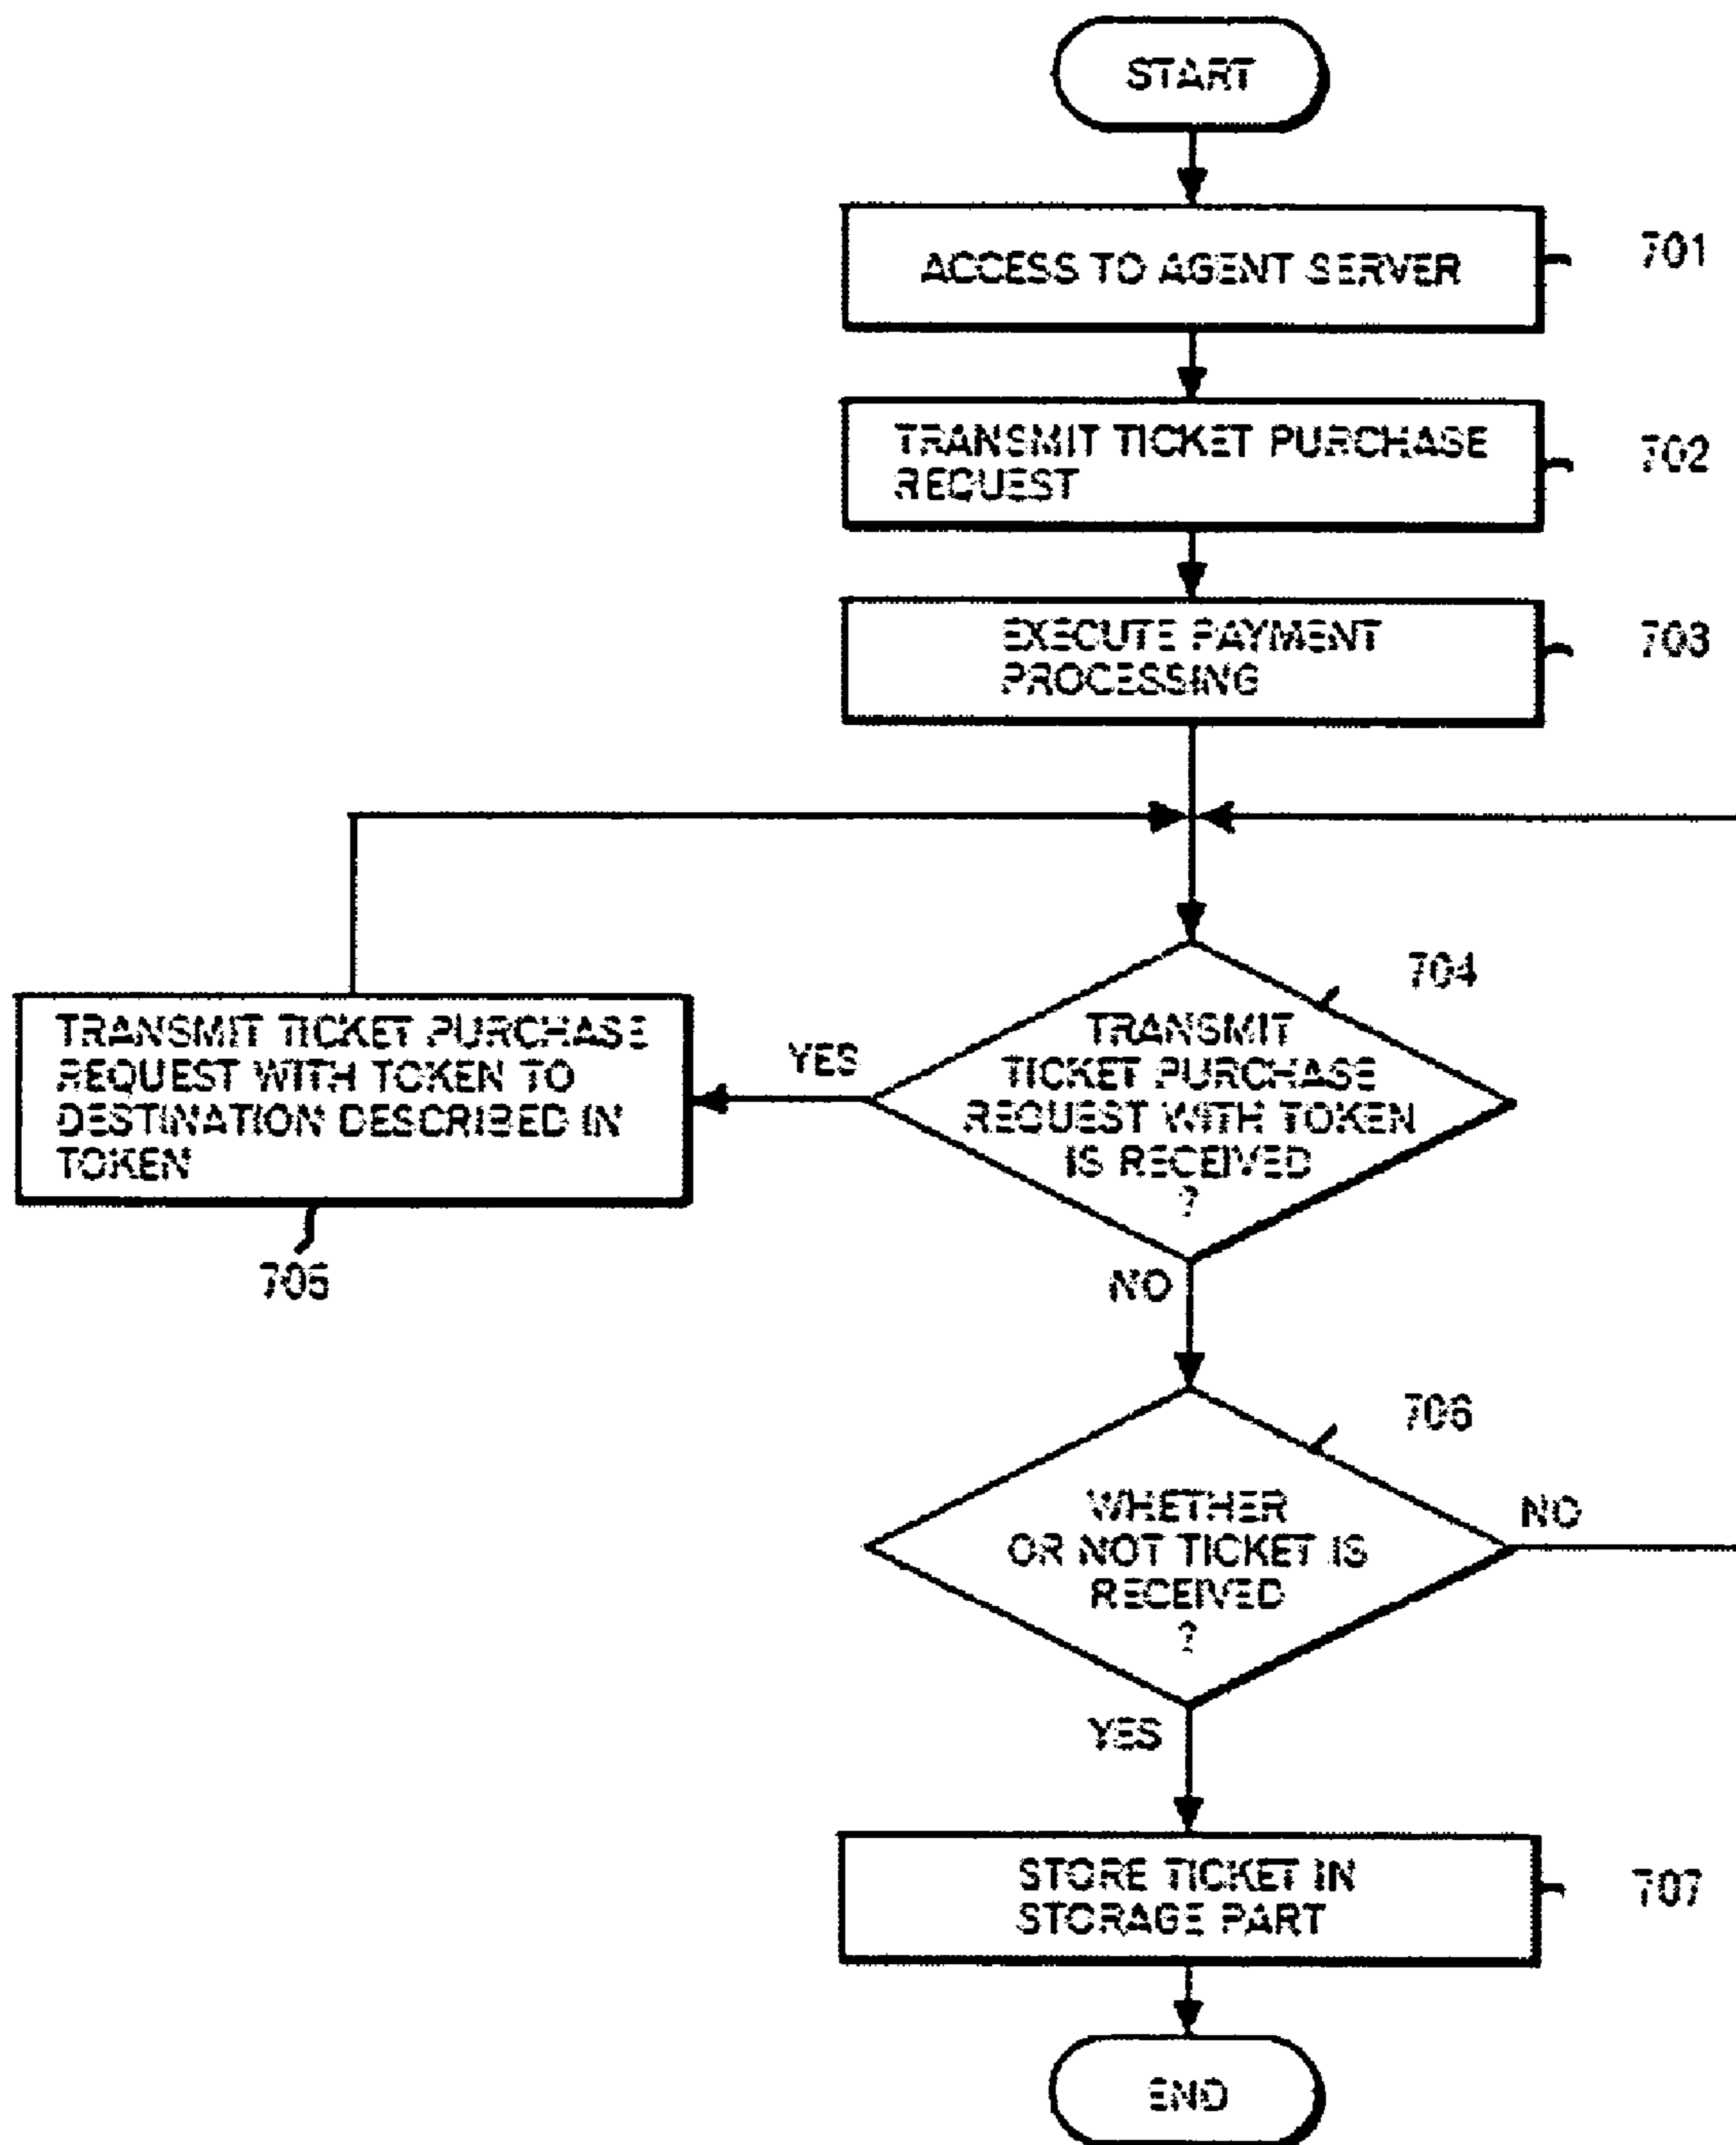 START
ACCESS TO AGENT SERVER
701
TRANSMIT TICKET PURCHASE
REQUEST
702
EXECUTE PAYMENT
PROCESSING
703
704
TRANSMIT
TICKET PURCHASE
REQUEST WITH TOKEN
IS RECEIVED
?
YES
TRANSMIT TICKET PURCHASE
REQUEST WITH TOKEN TO
DESTINATION DESCRIBED IN
TOKEN
705
NO
706
WHETHER
OR NOT TICKET IS
RECEIVED
?
NO
YES
STORE TICKET IN
STORAGE PART
707
END